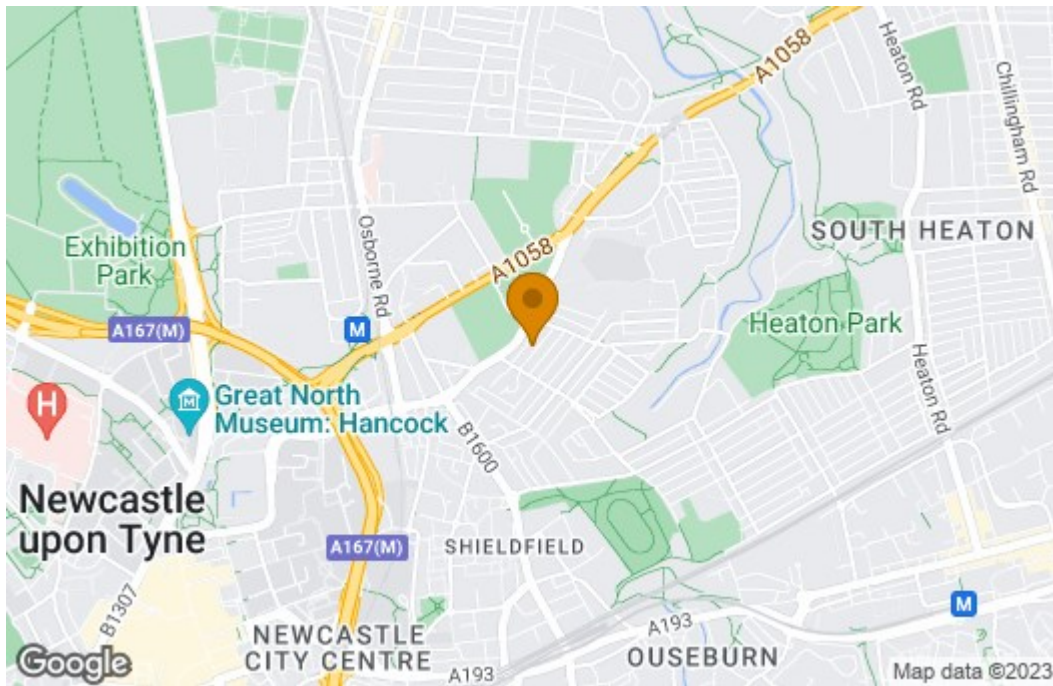 A1058
Heaton Rd
Chillingham Rd
Exhibition
Park
Osborne Rd
A1058
SOUTH HEATON
A167(M)
M
Heaton Park
H
Great North
Museum: Hancock
Heaton Rd
B1600
Newcastle
upon Tyne
A167(M)
SHIELDFIELD
B1307
M
NEWCASTLE
CITY CENTRE
A193
A193
OUSEBURN
Google
Map data ©2023